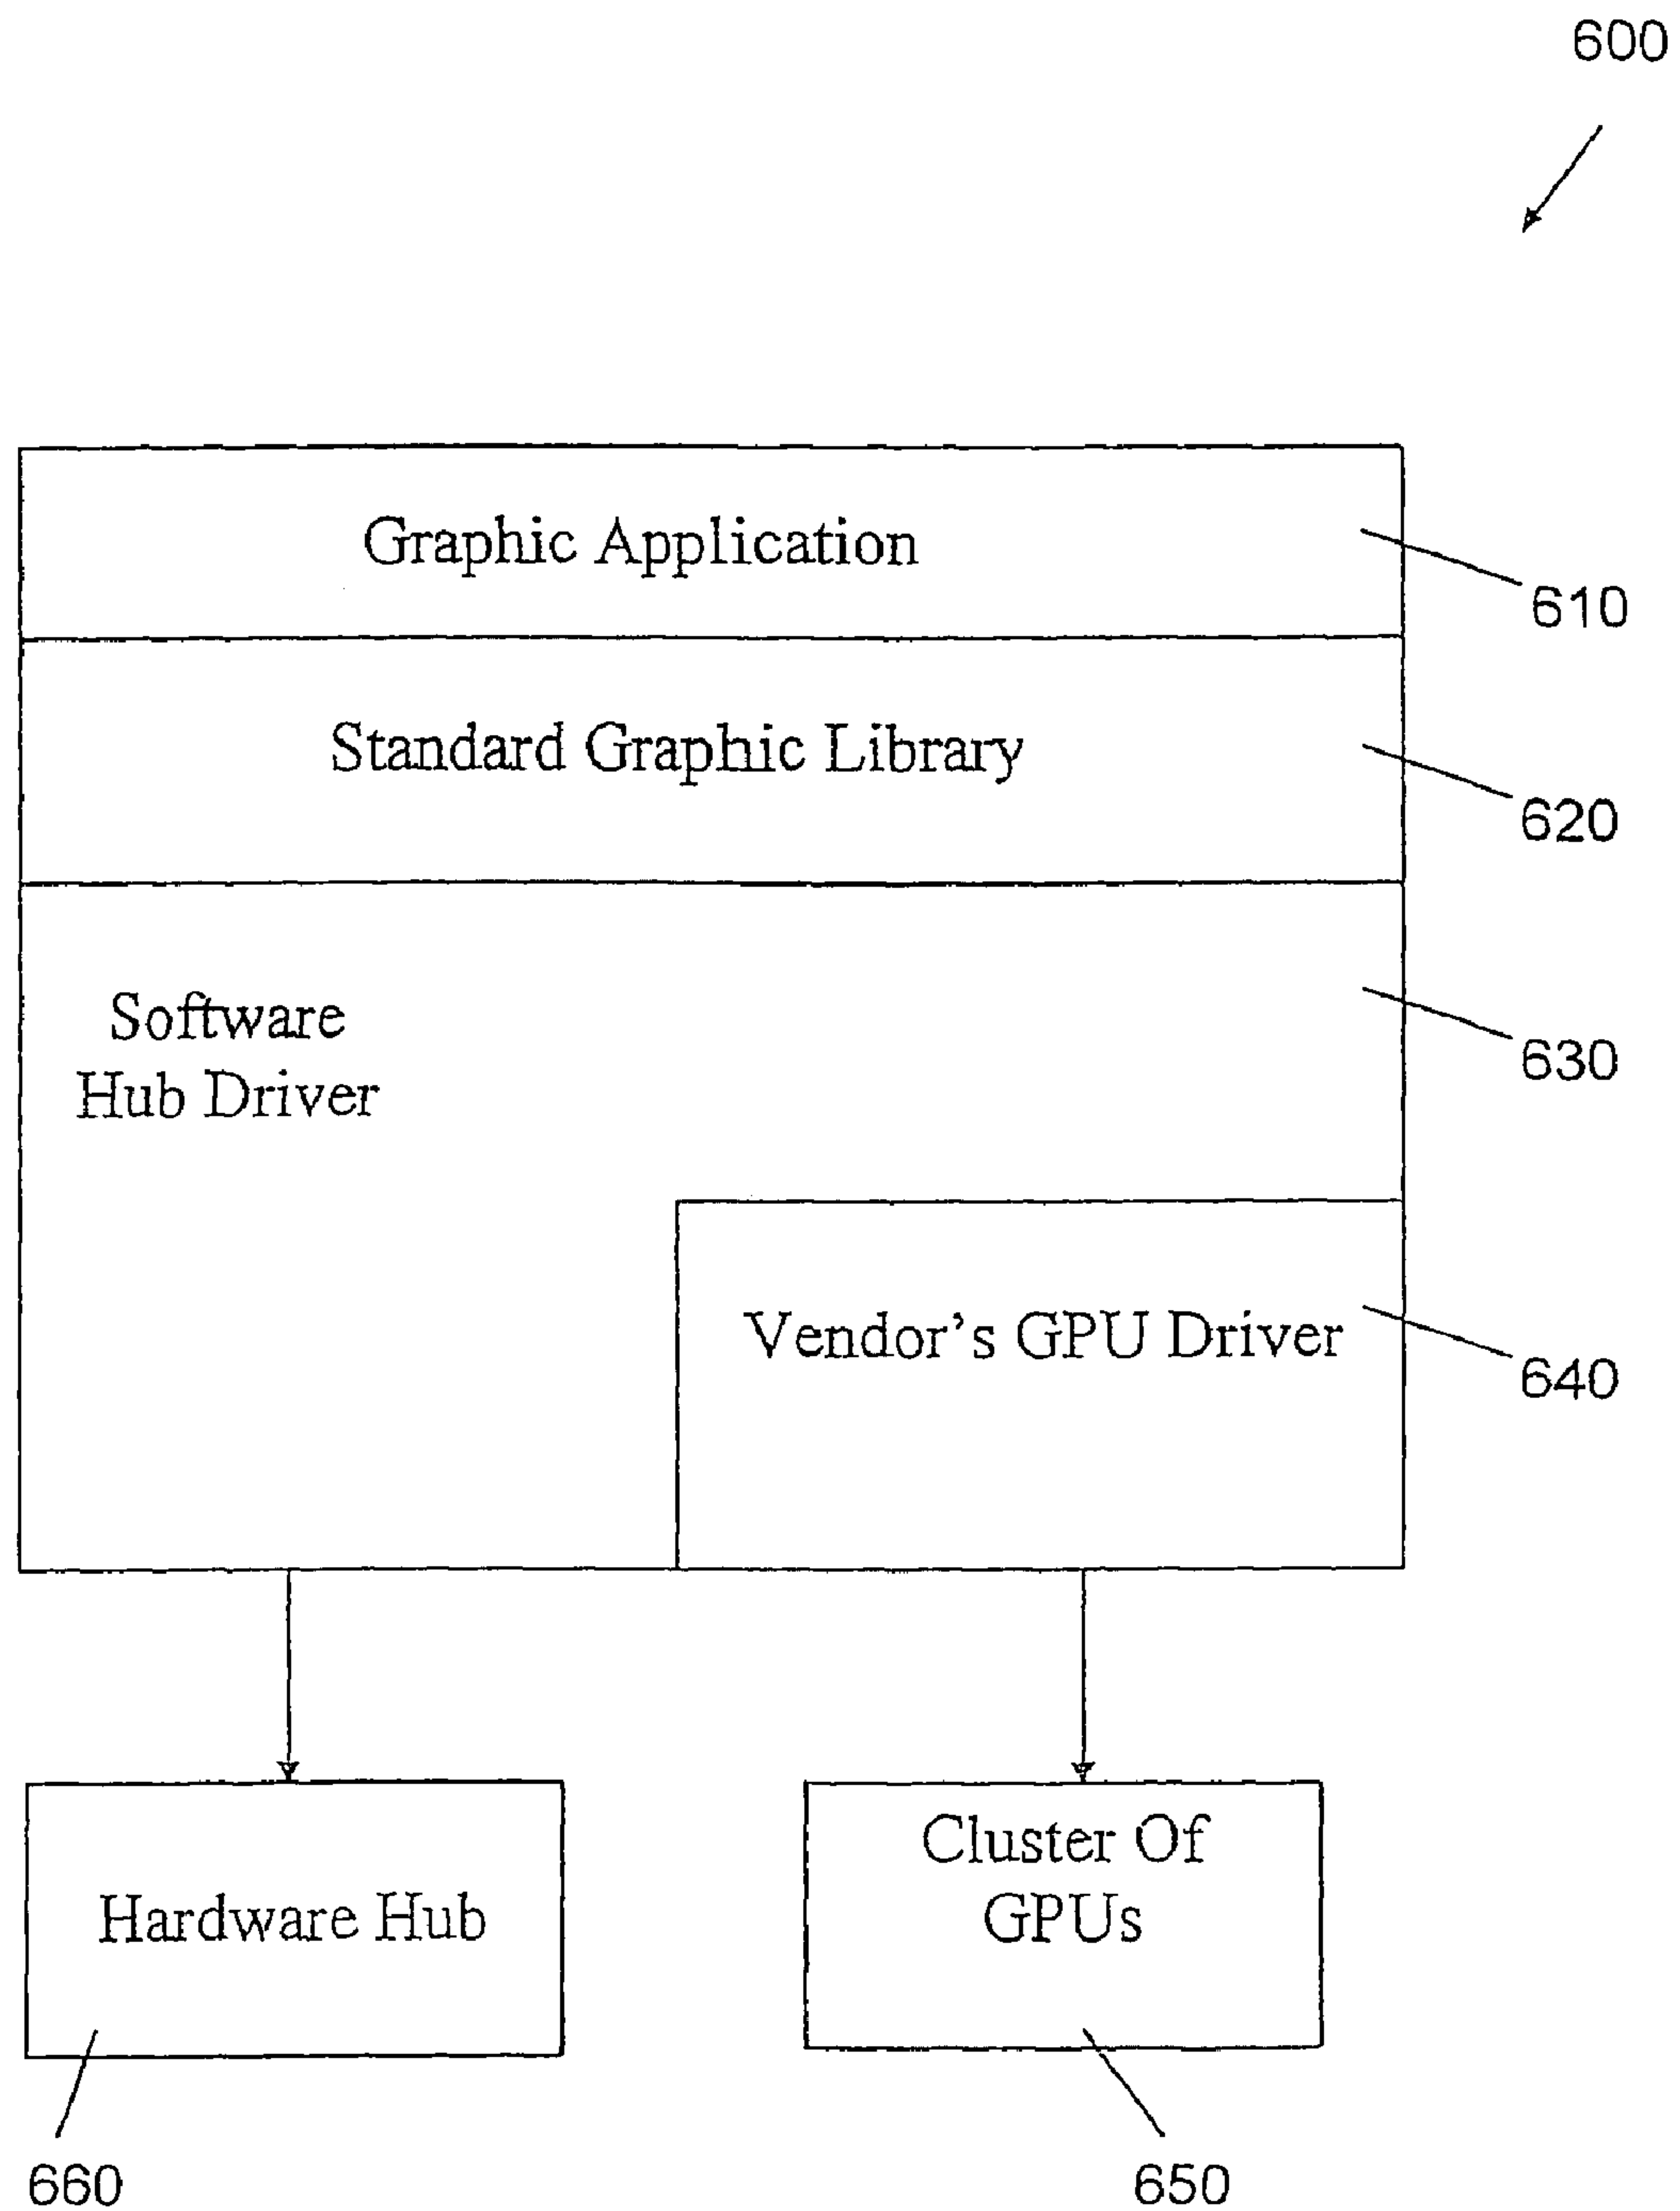 600
Graphic Application
610
Standard Graphic Library
620
Software
Hub Driver
630
Vendor's GPU Driver
640
Hardware Hub
Cluster Of
GPUs
660
650